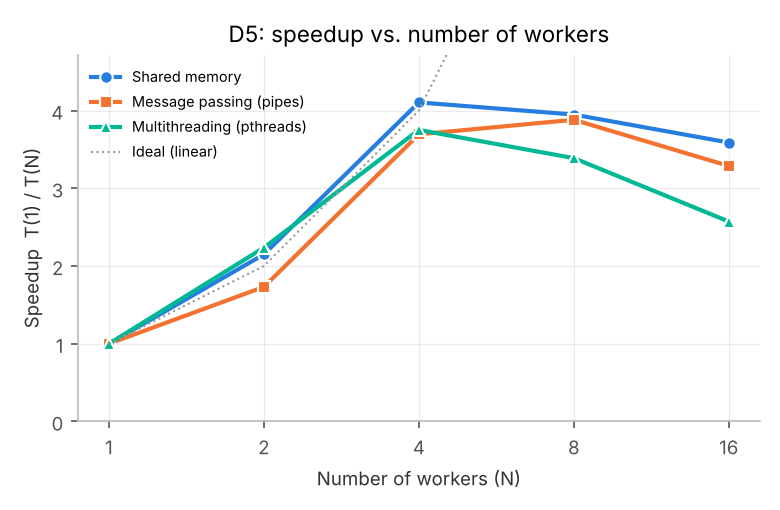 D5: speedup vs. number of workers
Shared memory
Message passing (pipes)
Multithreading (pthreads)
Ideal (linear)
Speedup T(1) / T(N)
4
3
2
1
0
1 2 4 8 16
Number of workers (N)